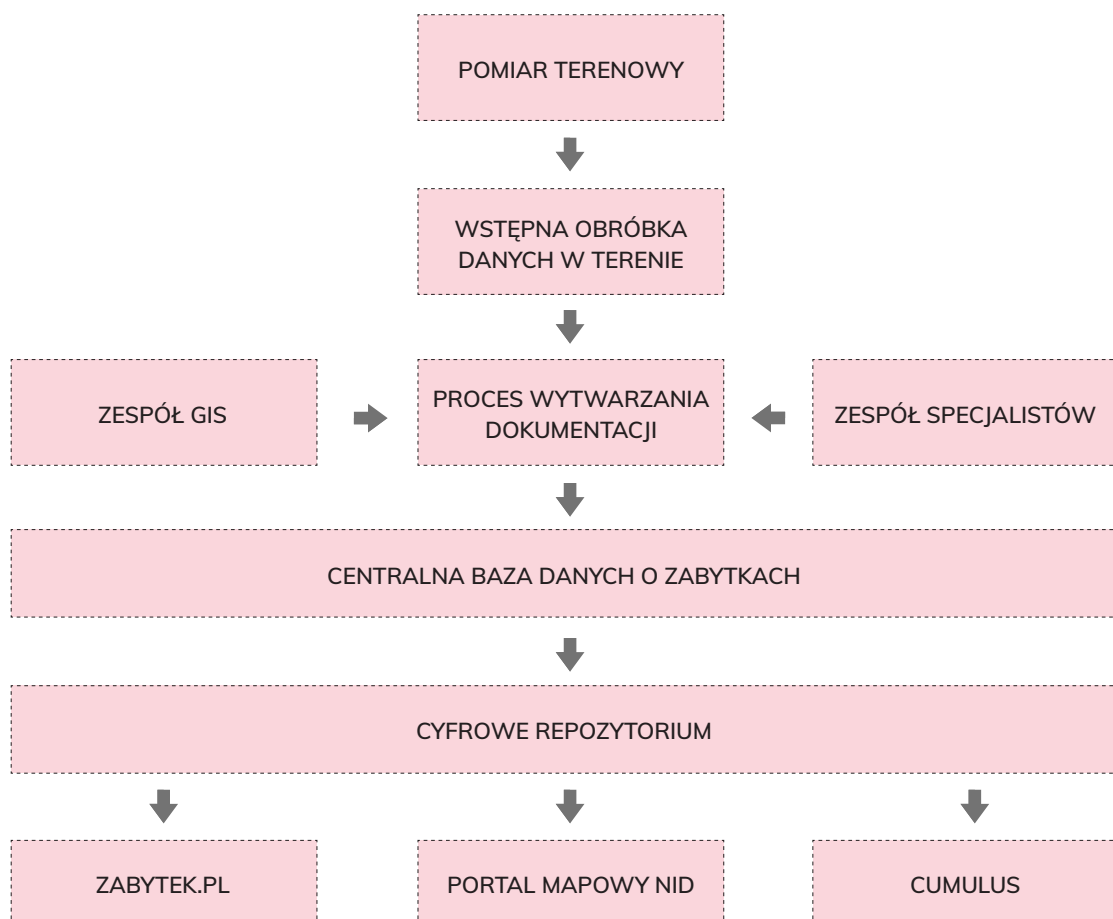 POMIAR TERENOWY
WSTĘPNA OBRÓBKA
DANYCH W TERENIE
ZESPÓŁ GIS
PROCES WYTWARZANIA
DOKUMENTACJI
ZESPÓŁ SPECJALISTÓW
CENTRALNA BAZA DANYCH O ZABYTKACH
CYFROWE REPOZYTORIUM
ZABYTEK.PL
PORTAL MAPOWY NID
CUMULUS